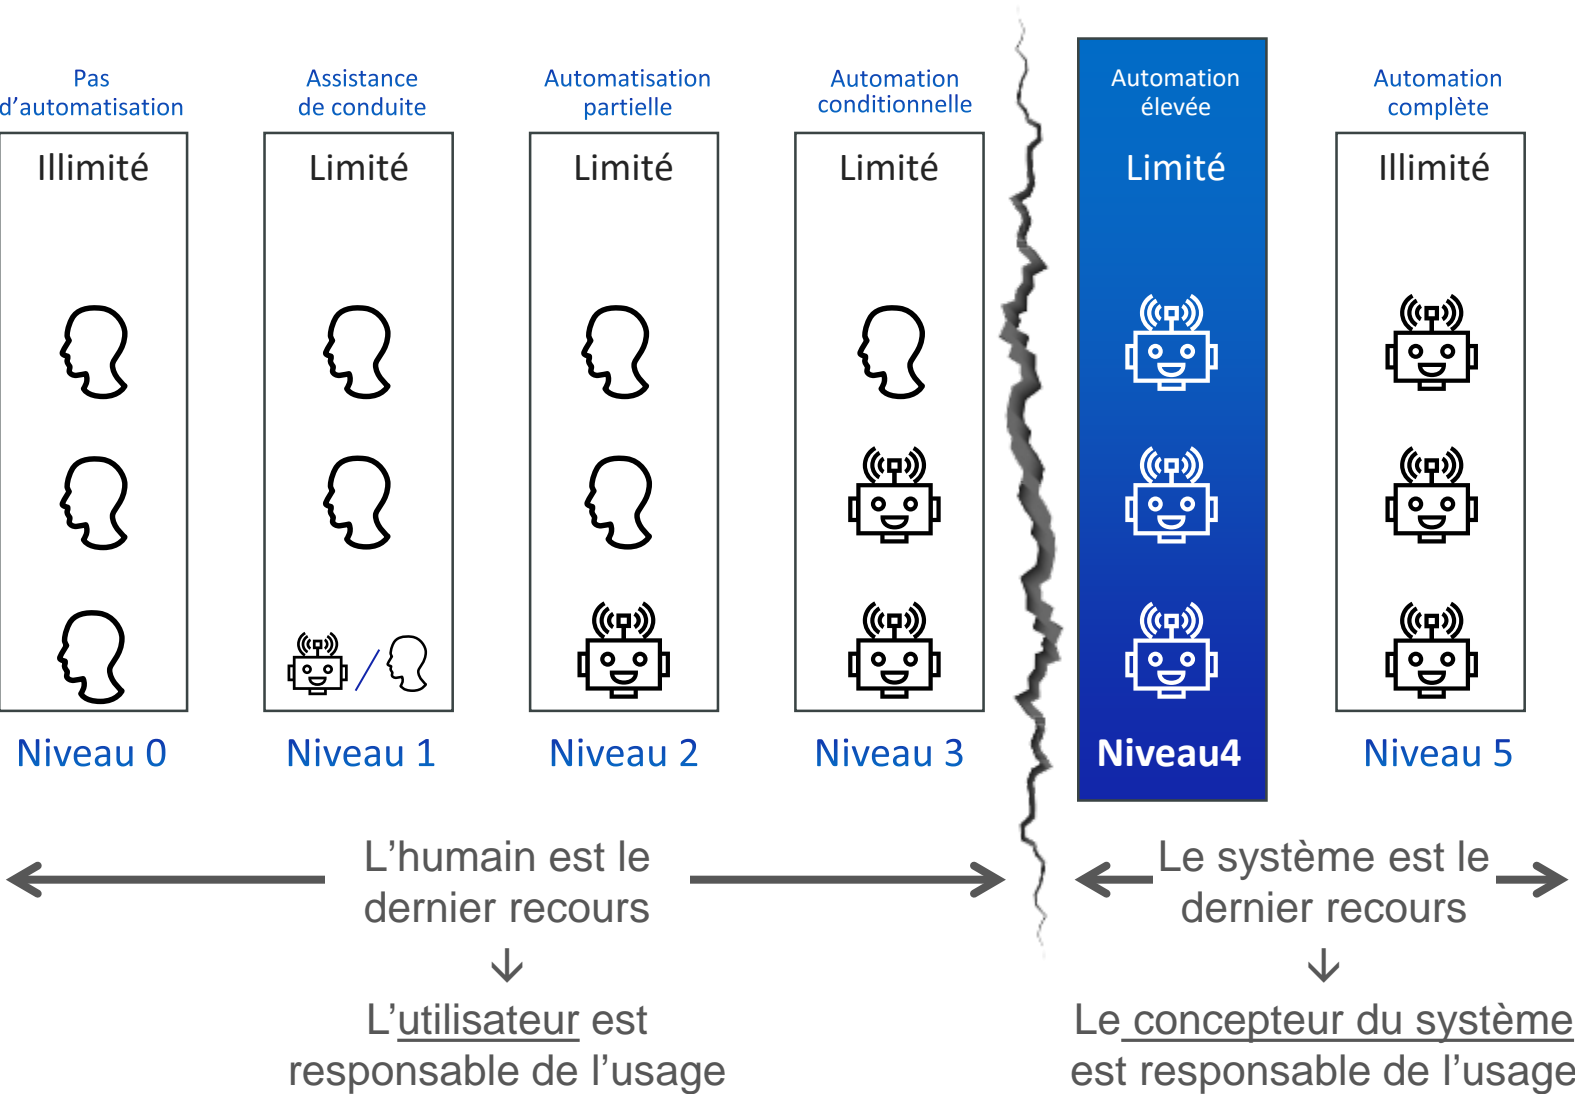 Pas
d'automatisation
Assistance
de conduite
Automatisation
partielle
Automation
conditionnelle
Automation
élevée
Automation
complète
Illimité
Limité
Limité
Limité
Limité
Illimité
Niveau 0
Niveau 1
Niveau 2
Niveau 3
Niveau4
Niveau 5
L'humain est le
dernier recours
Le système est le
dernier recours
L'utilisateur est
responsable de l'usage
Le concepteur du système
est responsable de l'usage